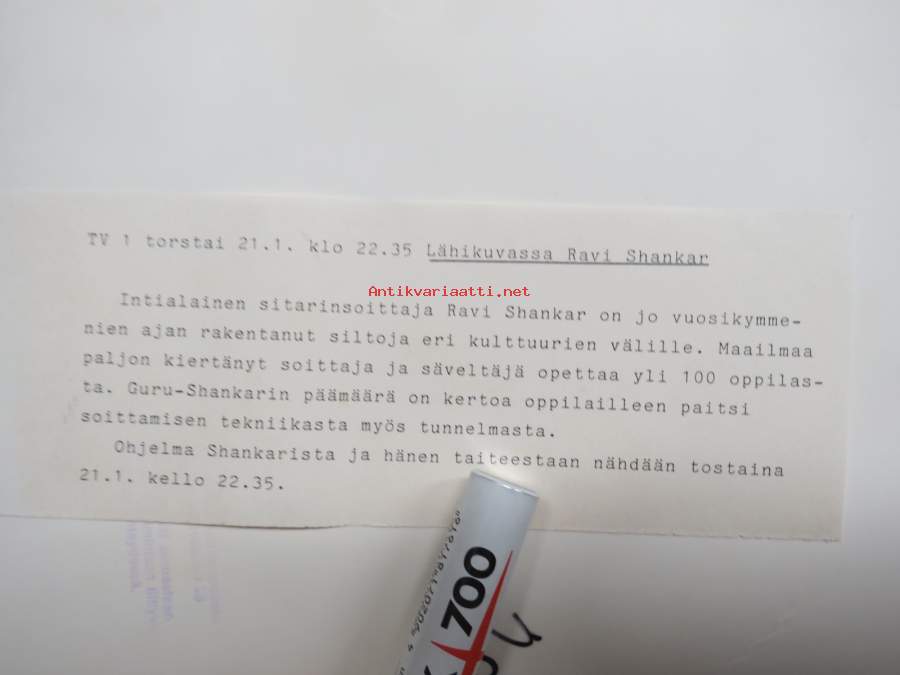 TV 1 torstai 21.1. klo 22.35 Lähikuvassa Ravi Shankar
Antikvariaatti.net
Intialainen sitarinsoittaja Ravi Shankar on jo vuosikymme-
nien ajan rakentanut siltoja eri kulttuurien välille. Maailmaa
paljon kiertänyt soittaja ja säveltäjä opettaa yli 100 oppilas-
ta. Guru-Shankarin päämäärä on kertoa oppilailleen paitsi
soittamisen tekniikasta myös tunnelmasta.
Ohjelma Shankarista ja hänen taiteestaan nähdään tostaina
21.1. kello 22.35.
700